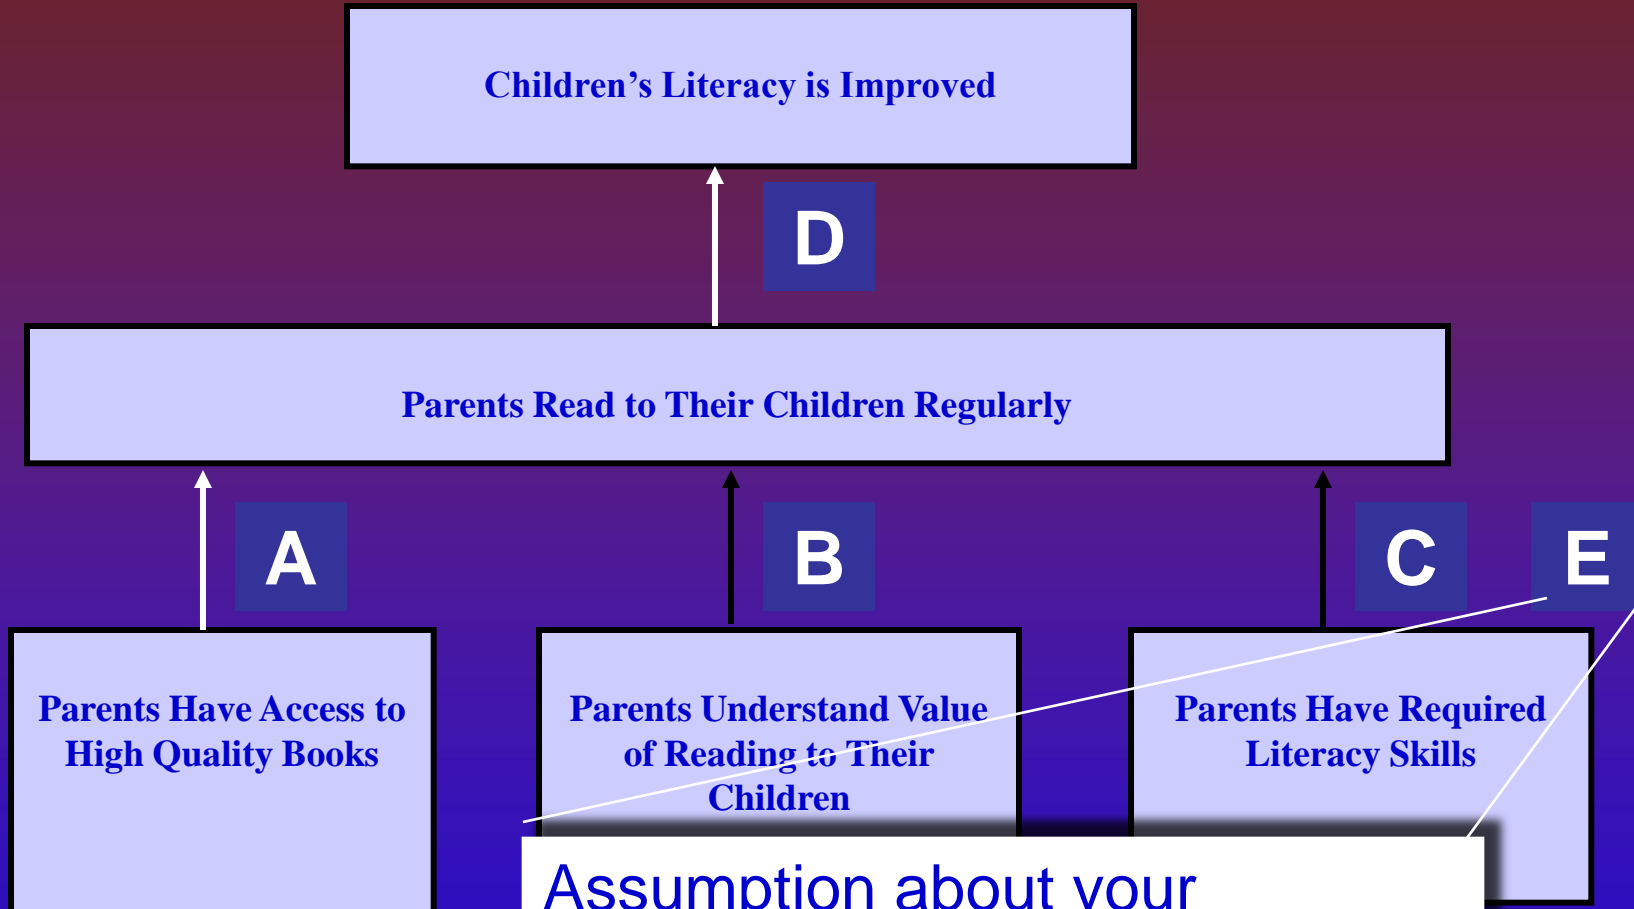 Children’s Literacy is Improved
D
Parents Read to Their Children Regularly
A
B
C
E
Parents Have Access to
High Quality Books
Parents Understand Value
of Reading to Their
Children
Parents Have Required
Literacy Skills
Assumption about your